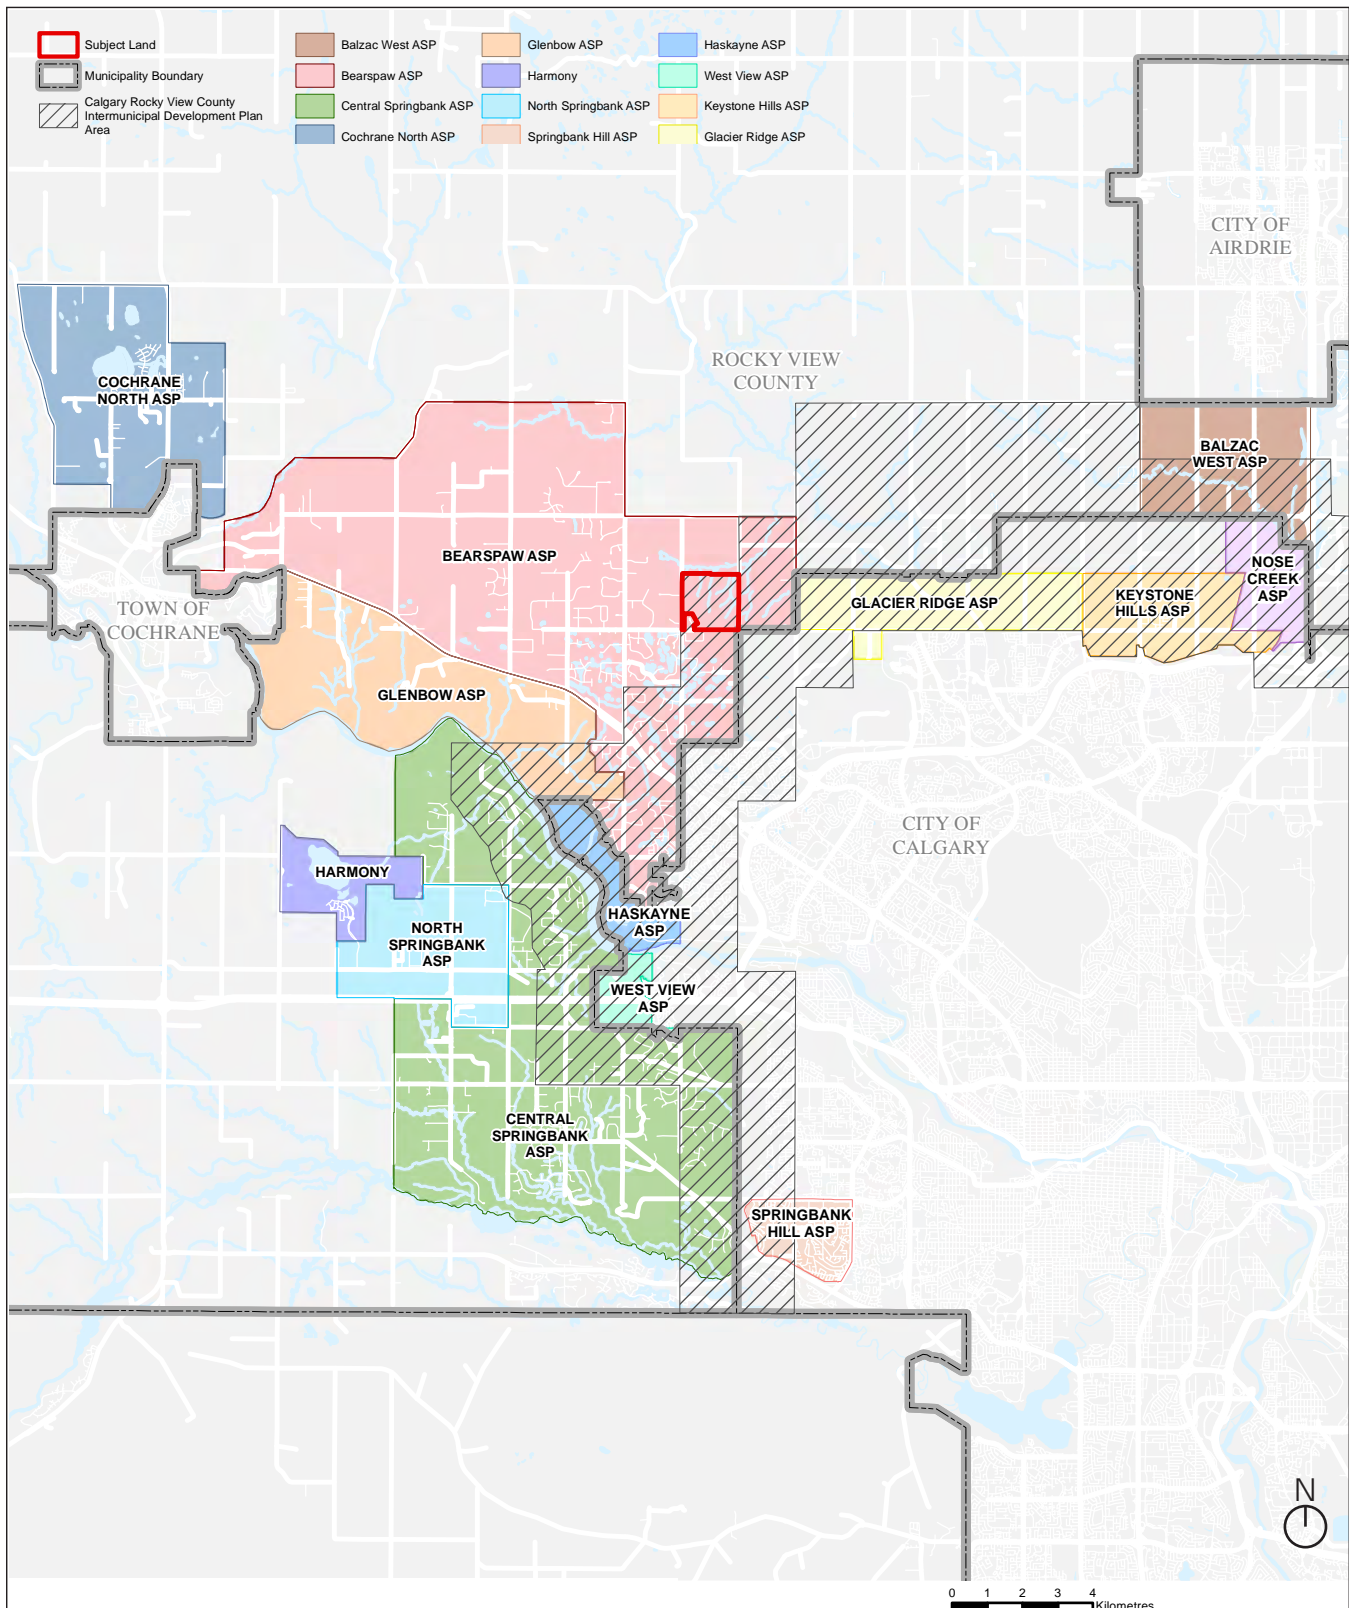 Subject Land
Municipality Boundary
Calgary Rocky View County
Intermunicipal Development Plan
Area
Balzac West ASP
Bearspaw ASP
Central Springbank ASP
Cochrane North ASP
Glenbow ASP
Harmony
North Springbank ASP
Springbank Hill ASP
Haskayne ASP
West View ASP
Keystone Hills ASP
Glacier Ridge ASP
CITY OF
AIRDRIE
ROCKY VIEW
COUNTY
COCHRANE
NORTH ASP
BALZAC
WEST ASP
BEARSPAW ASP
NOSE
CREEK
ASP
TOWN OF
COCHRANE
GLACIER RIDGE ASP
KEYSTONE
HILLS ASP
GLENBOW ASP
CITY OF
CALGARY
HARMONY
HASKAYNE
ASP
NORTH
SPRINGBANK
ASP
WEST VIEW
ASP
CENTRAL
SPRINGBANK
ASP
SPRINGBANK
HILL ASP
N
0 1 2 3 4
Kilometres